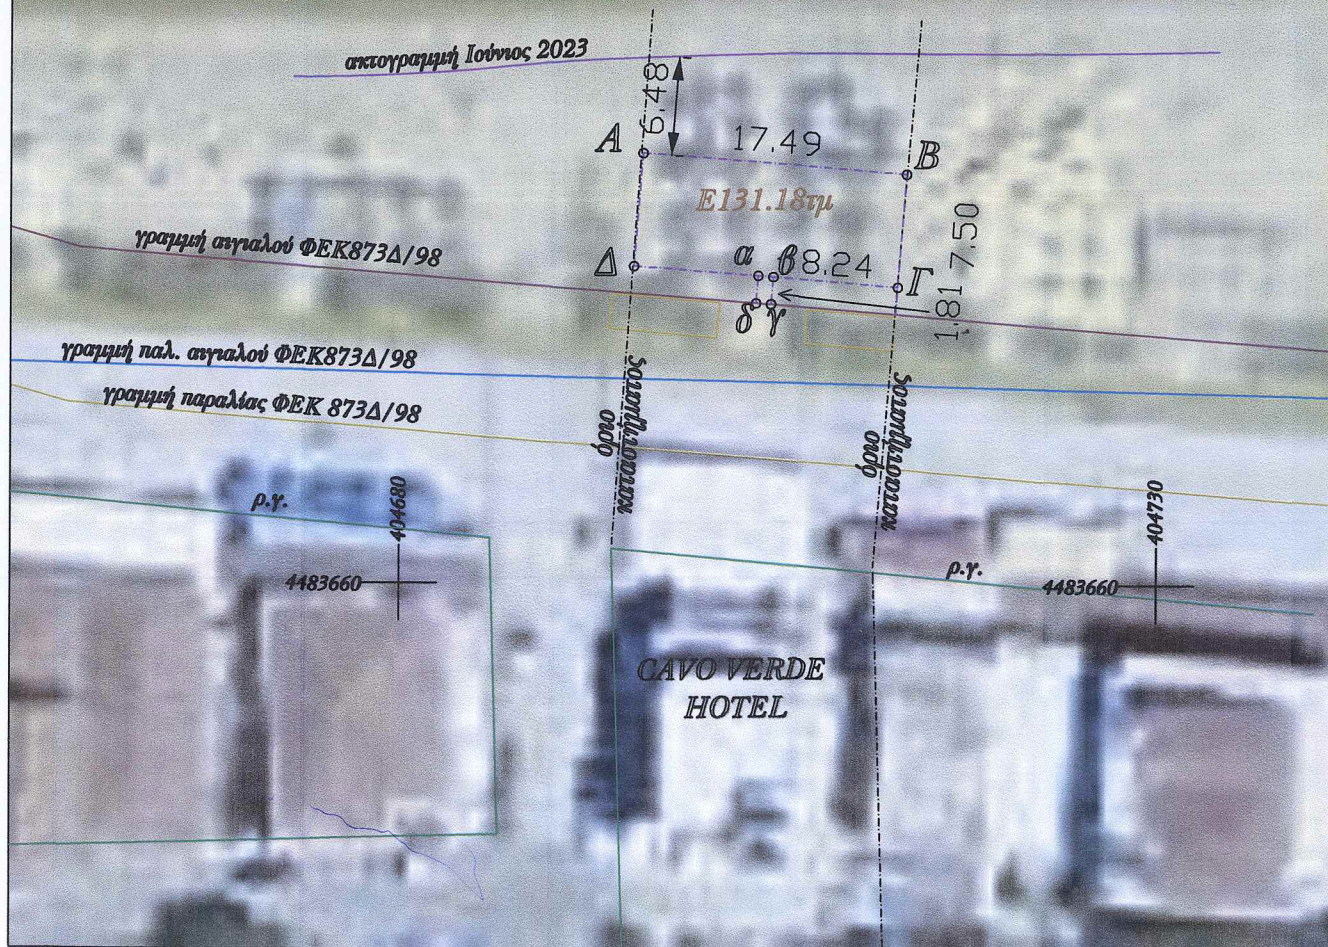 ακτογραμμή Ιούνιος 2023
6.48
A
17.49
B
E131.18τμ
γραμμή αιγιαλού ΦΕΚ873Δ/98
Δ
α
β
8.24
Γ
1.81
7.50
δ
γ
γραμμή παλ. αιγιαλού ΦΕΚ873Δ/98
γραμμή παραλίας ΦΕΚ 873Δ/98
όριο
καταστήματος
όριο
καταστήματος
ρ.γ.
404680
4483660
404730
ρ.γ.
4483660
CAVO VERDE
HOTEL